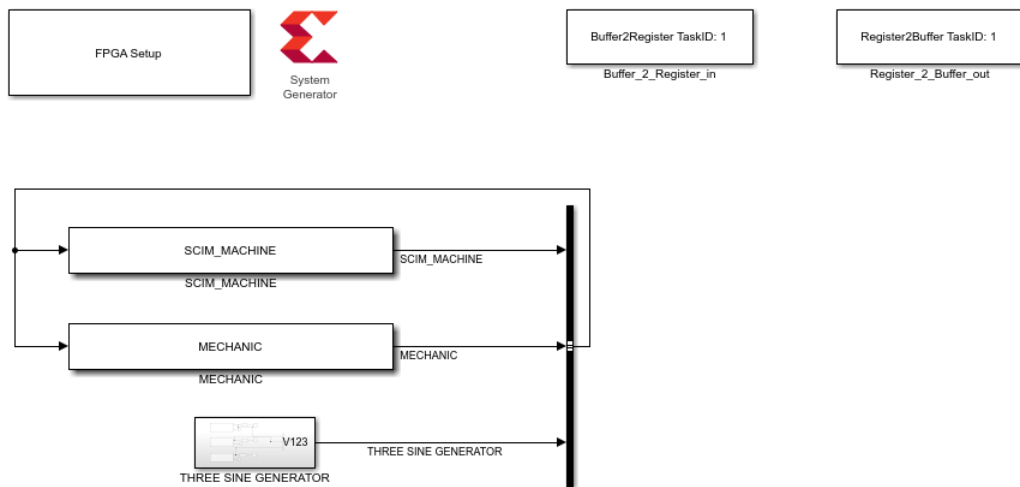 FPGA Setup
System
Generator
Buffer2Register TaskID: 1
Buffer_2_Register_in
Register2Buffer TaskID: 1
Register_2_Buffer_out
SCIM_MACHINE
SCIM_MACHINE
SCIM_MACHINE
MECHANIC
MECHANIC
MECHANIC
V123
THREE SINE GENERATOR
THREE SINE GENERATOR